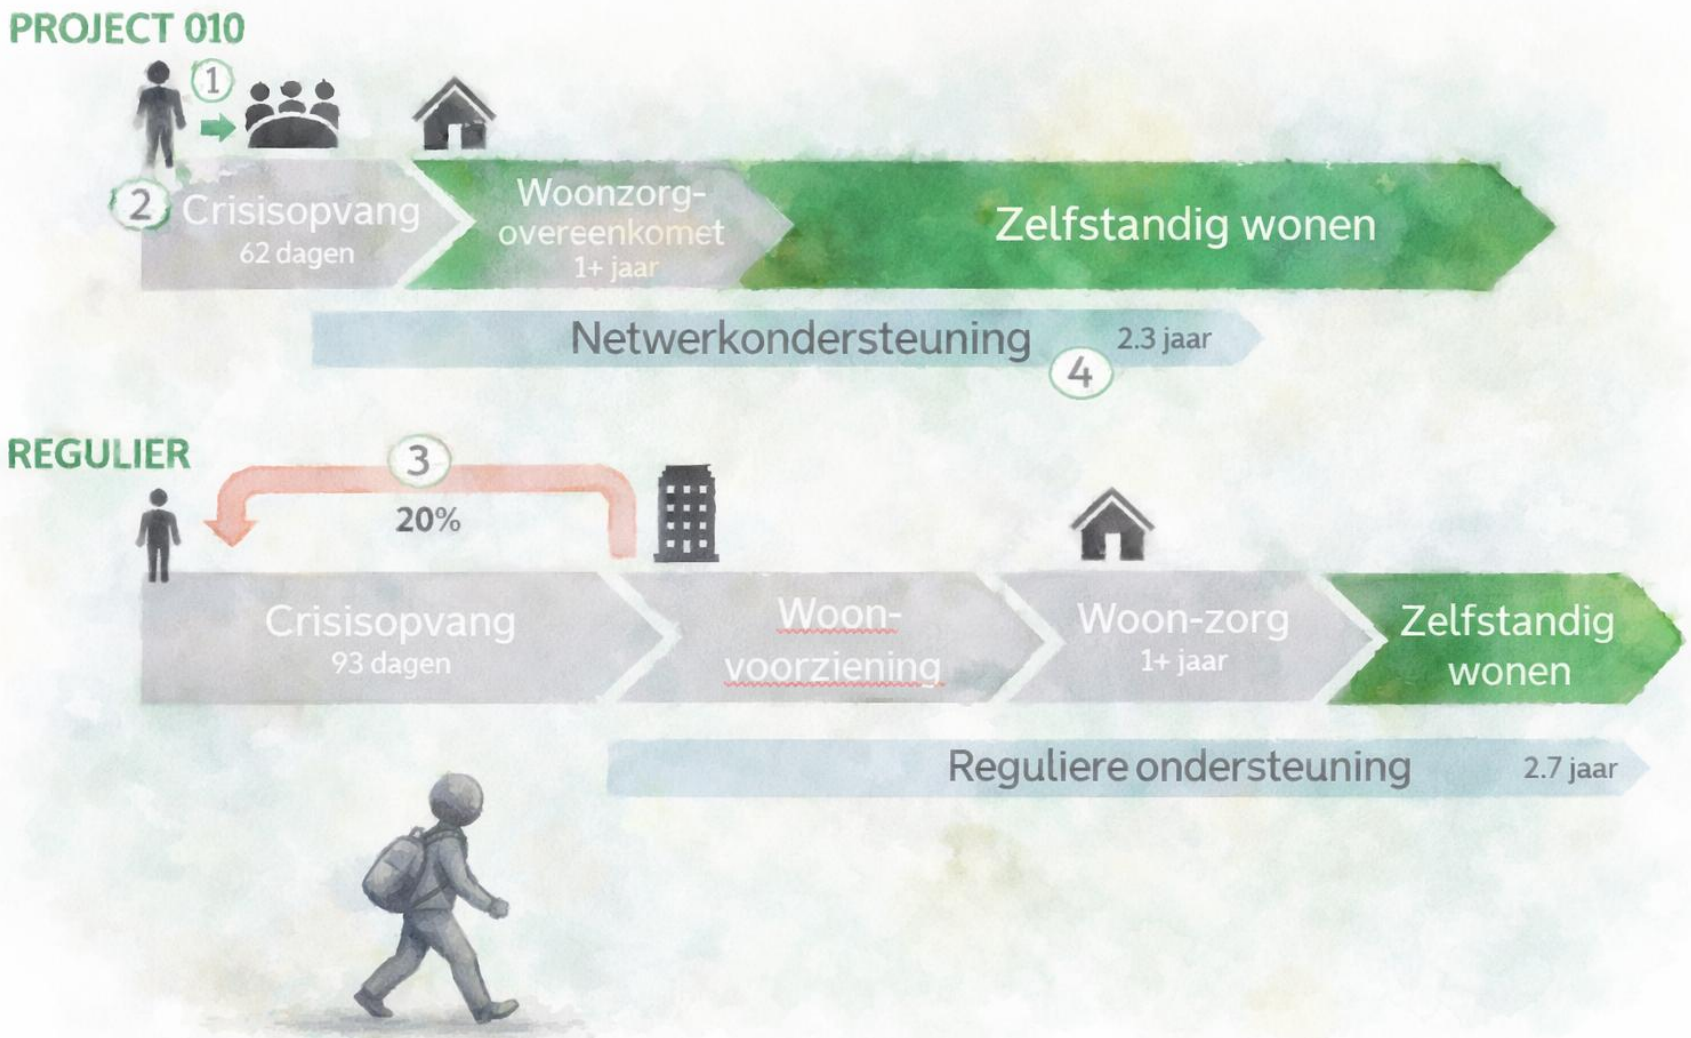 PROJECT 010
1
2
Crisisopvang
62 dagen
Woonzorg-
overeenkomet
1+ jaar
Zelfstandig wonen
Netwerkondersteuning
2.3 jaar
4
REGULIER
3
20%
Crisisopvang
93 dagen
Woon-
voorziening
Woon-zorg
1+ jaar
Zelfstandig
wonen
Reguliere ondersteuning
2.7 jaar